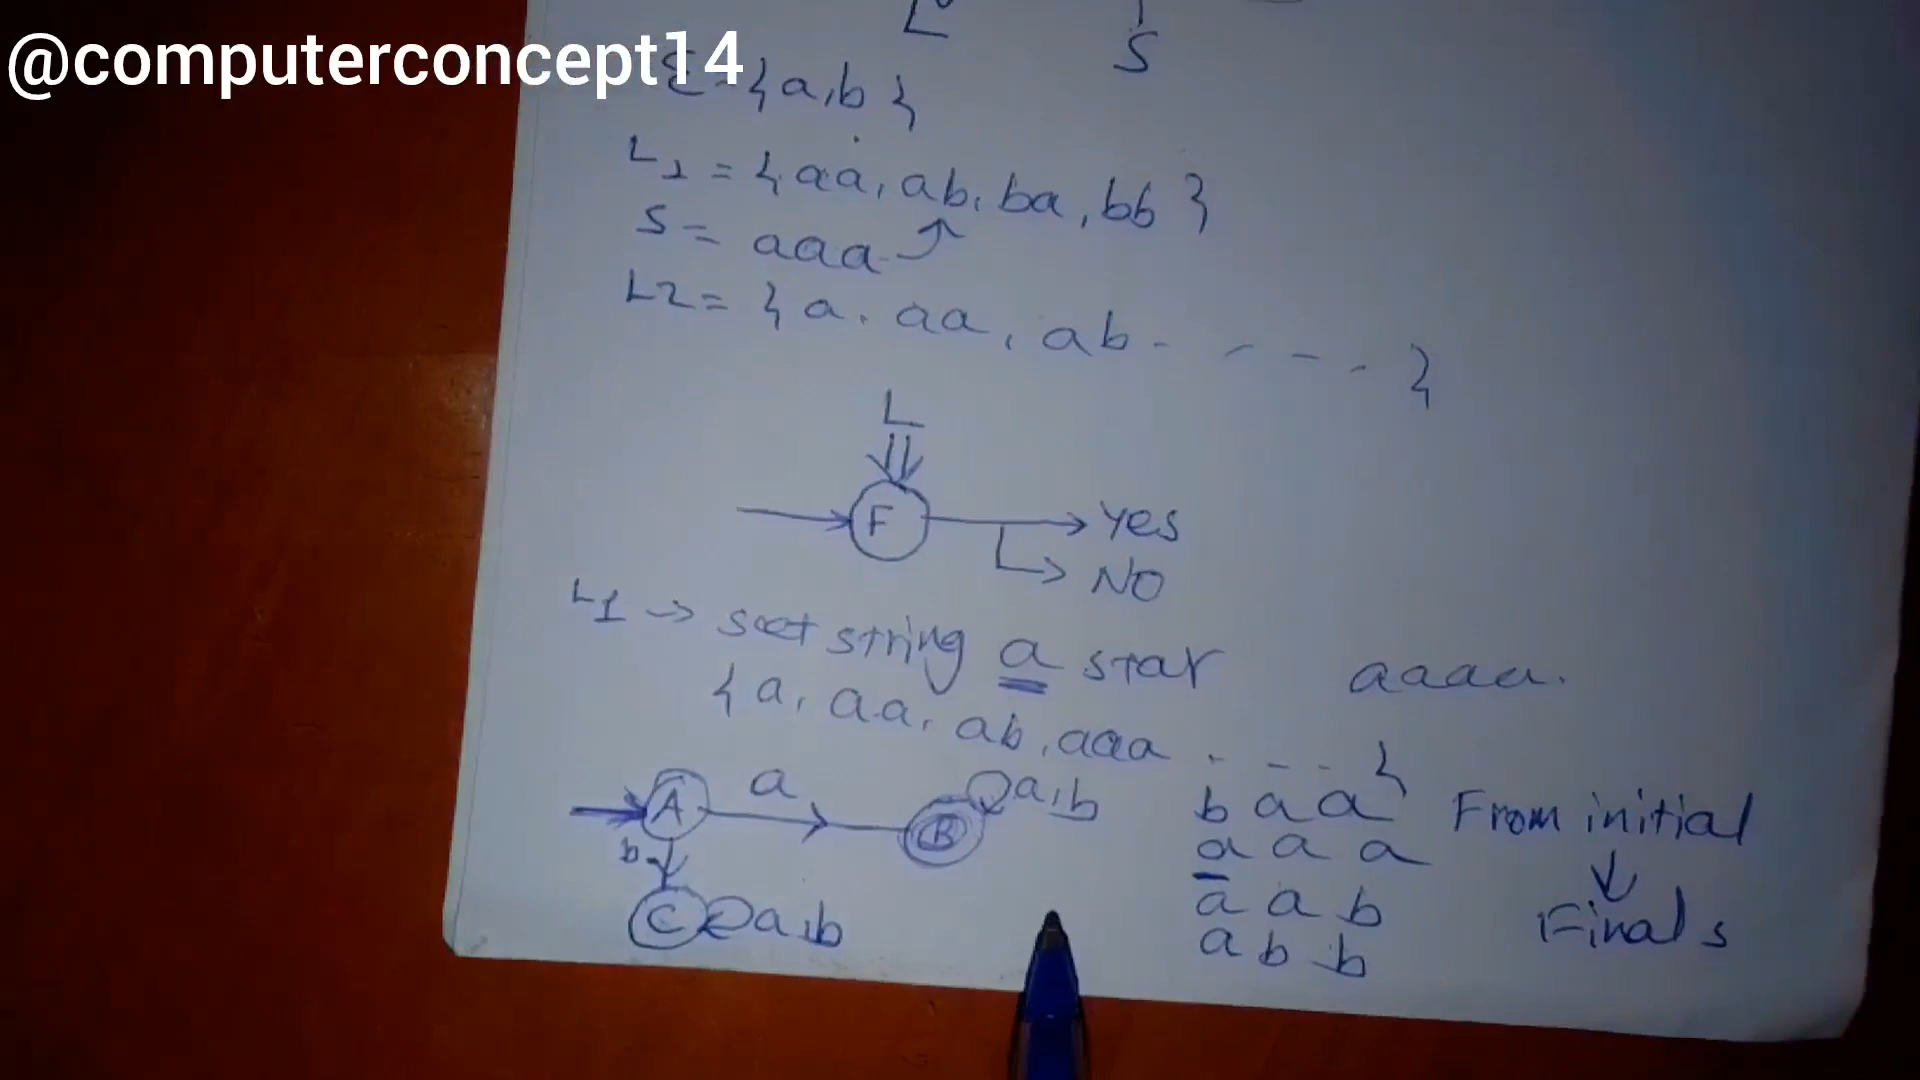 @computerconcept14
L
S
Σ = {a,b}
L1 = {aa, ab, ba, bb}
S = aaa
L2 = {a, aa, ab - - - - }
L
F
Yes
NO
L1 → set string a star aaaa.
{a, aa, ab, aaa - - - }
A a B a,b
b
C a,b
b a a
a a a
a a b
a b b
From initial
↓
Final s